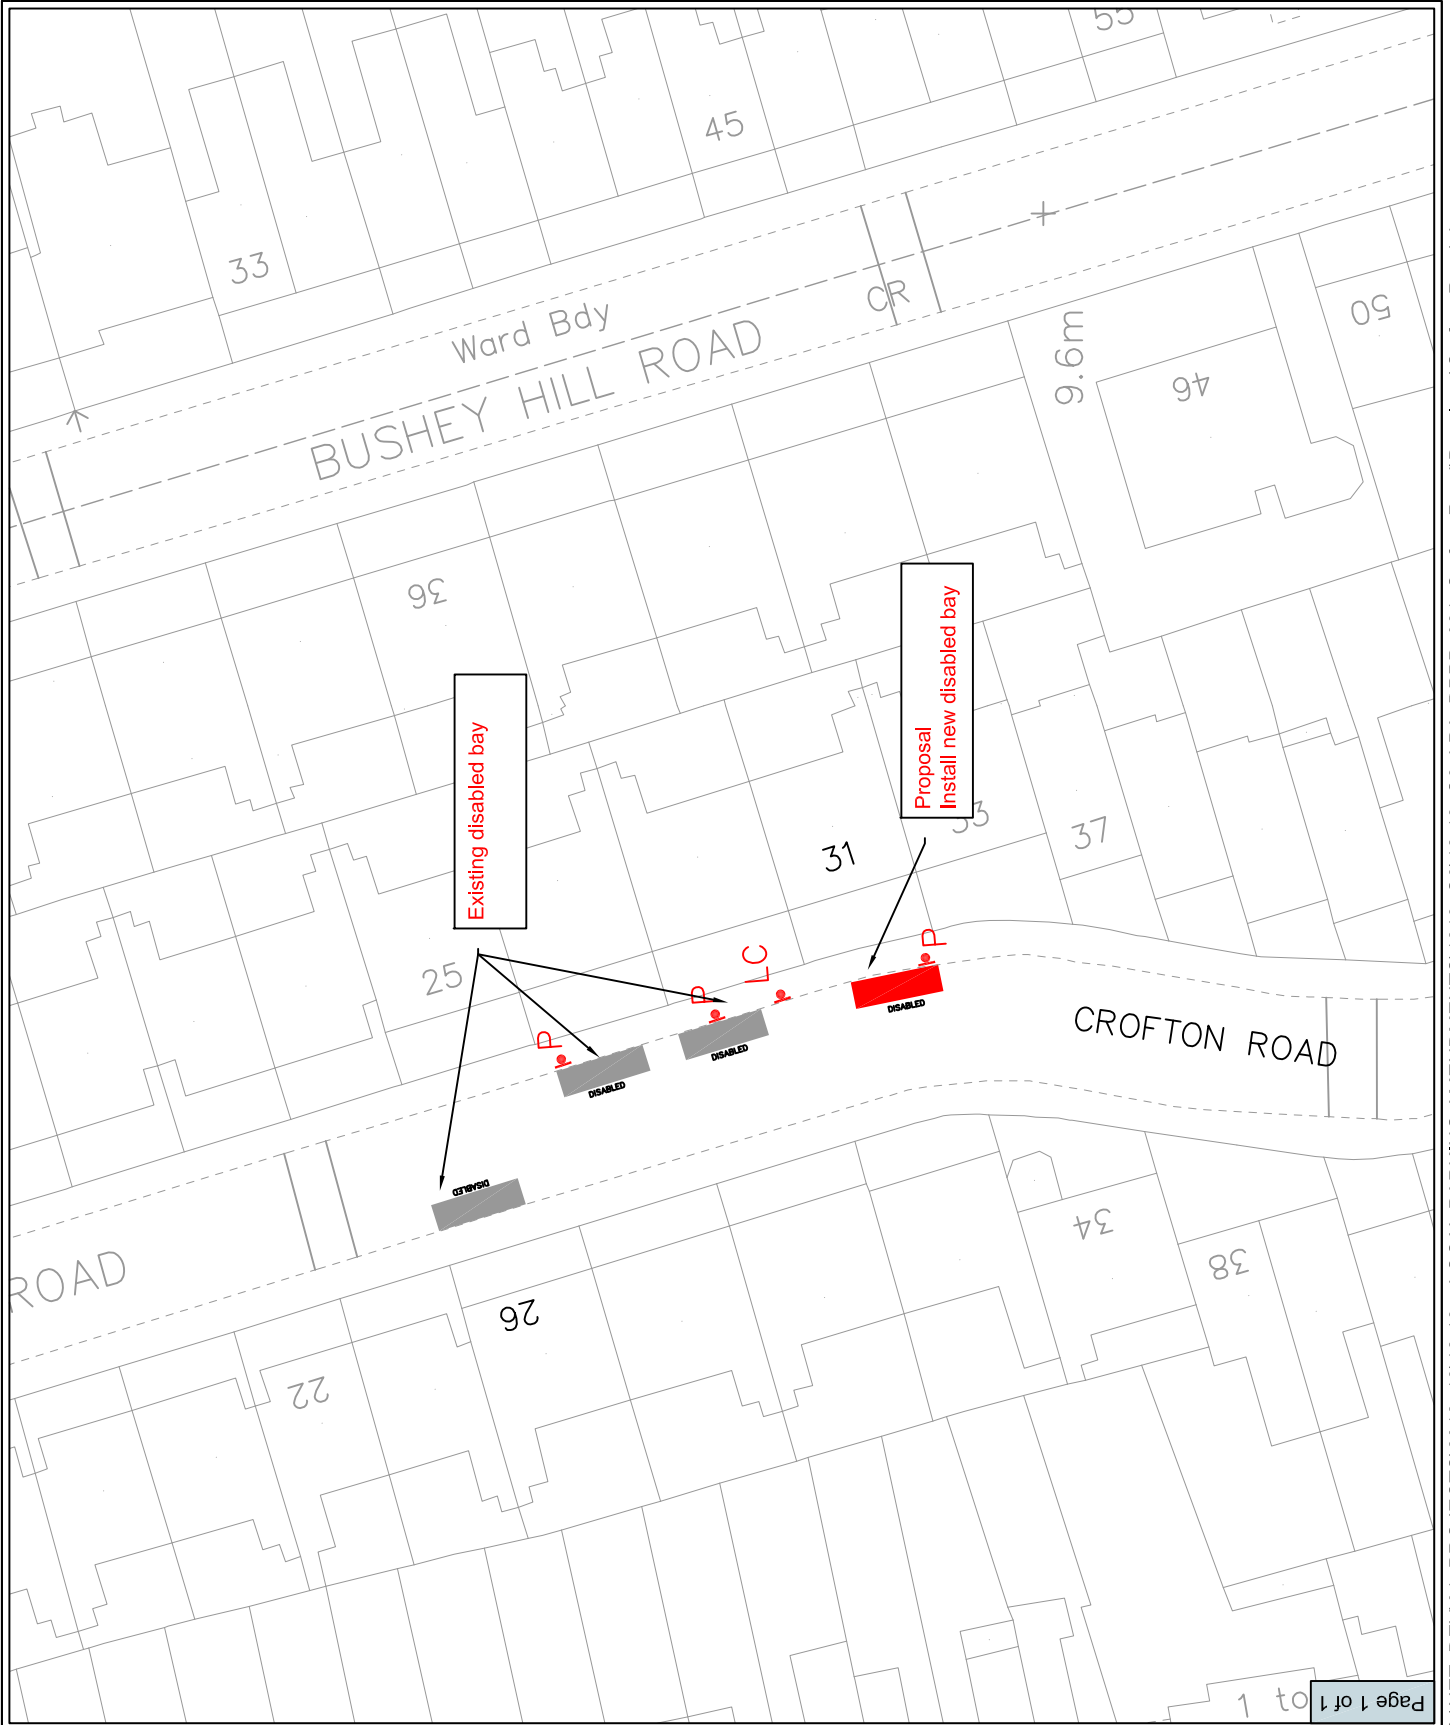 55
45
33
Ward Bdy
BUSHEY HILL ROAD
CR
9.6m
50
46
36
Existing disabled bay
Proposal
Install new disabled bay
31
33
37
25
P
P
LC
P
DISABLED
DISABLED
DISABLED
DISABLED
CROFTON ROAD
ROAD
34
38
26
22
1 to
Page 1 of 1